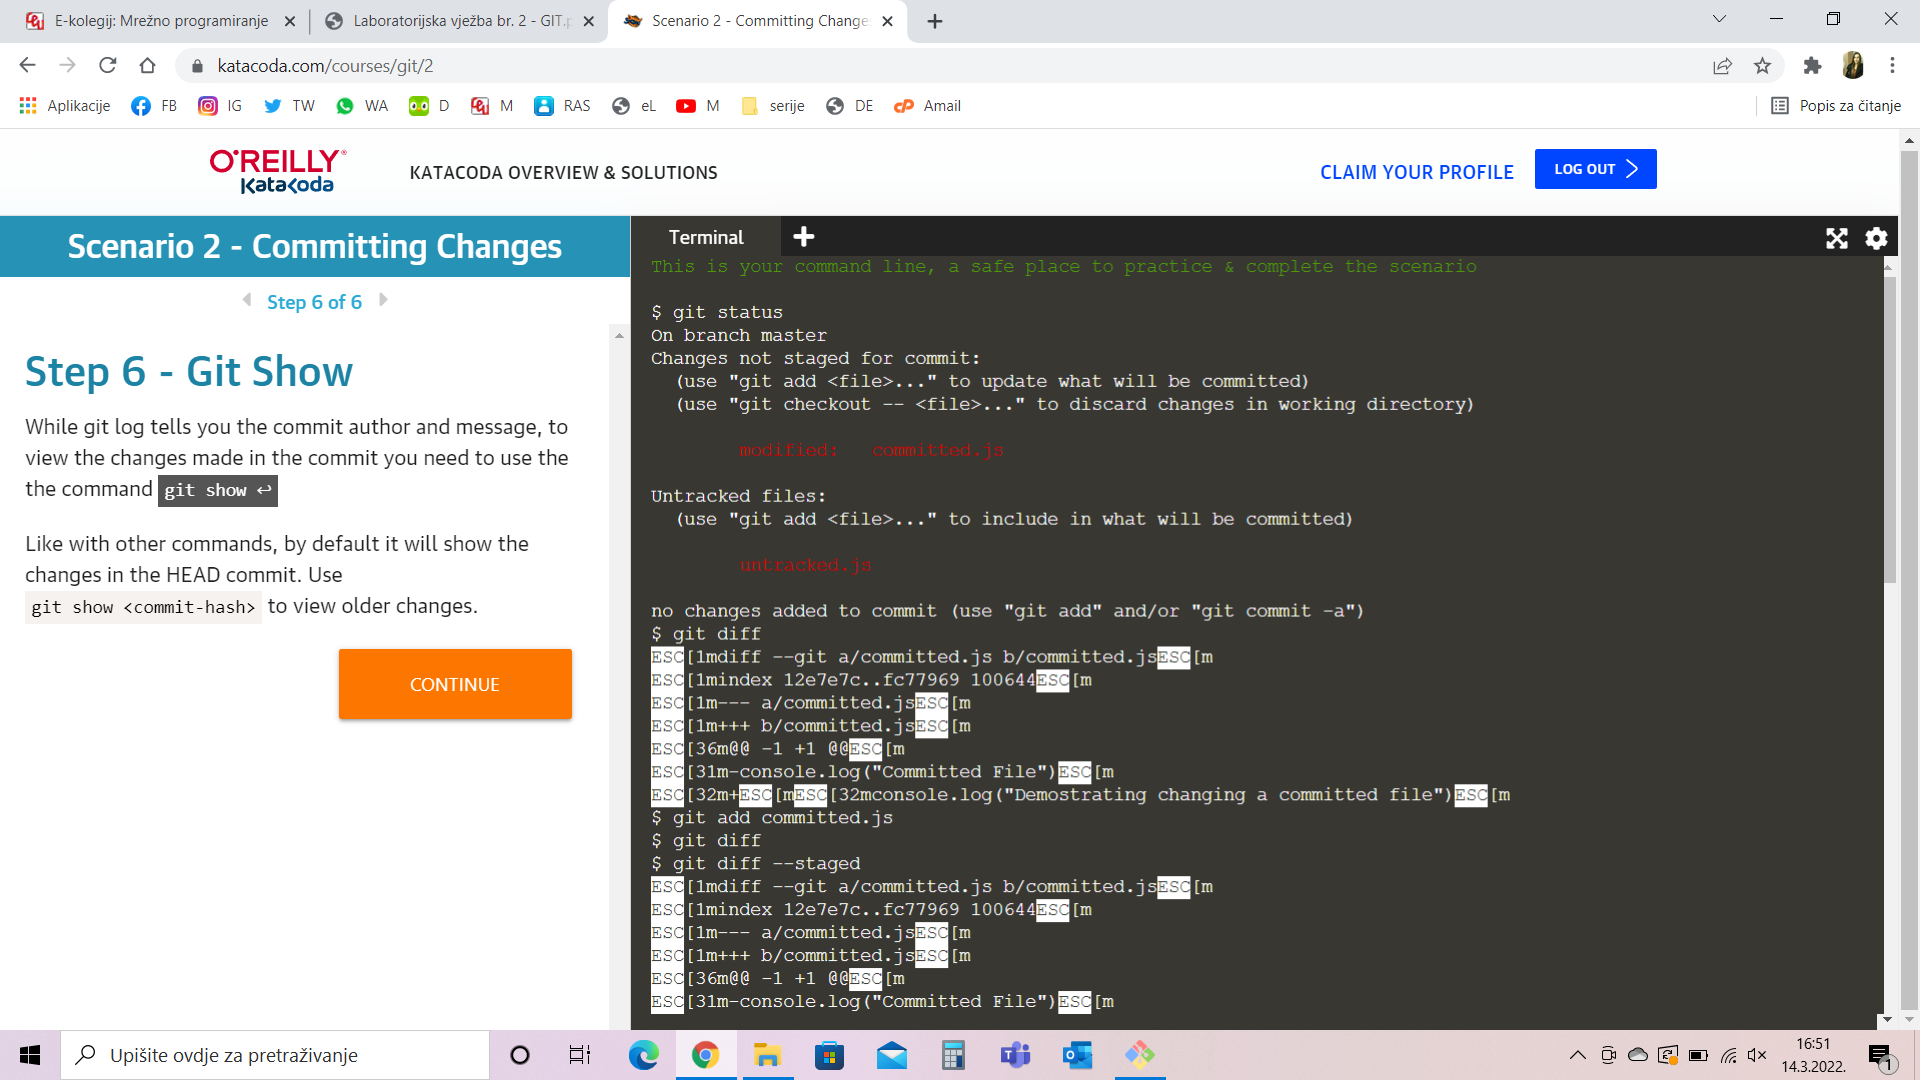 E-kolegij: Mrežno programiranje
Laboratorijska vježba br. 2 - GIT.p
Scenario 2 - Committing Change
katacoda.com/courses/git/2
Aplikacije FB IG TW WA D M RAS eL M serije DE Amail Popis za čitanje
O'REILLY
Katacoda
KATACODA OVERVIEW & SOLUTIONS
CLAIM YOUR PROFILE
LOG OUT
Scenario 2 - Committing Changes
Step 6 of 6
Step 6 - Git Show
While git log tells you the commit author and message, to
view the changes made in the commit you need to use the
the command git show ↩
Like with other commands, by default it will show the
changes in the HEAD commit. Use
git show <commit-hash> to view older changes.
CONTINUE
Terminal
This is your command line, a safe place to practice & complete the scenario
$ git status
On branch master
Changes not staged for commit:
(use "git add <file>..." to update what will be committed)
(use "git checkout -- <file>..." to discard changes in working directory)
modified: committed.js
Untracked files:
(use "git add <file>..." to include in what will be committed)
untracked.js
no changes added to commit (use "git add" and/or "git commit -a")
$ git diff
ESC[1mdiff --git a/committed.js b/committed.jsESC[m
ESC[1mindex 12e7e7c..fc77969 100644ESC[m
ESC[1m--- a/committed.jsESC[m
ESC[1m+++ b/committed.jsESC[m
ESC[36m@@ -1 +1 @@ESC[m
ESC[31m-console.log("Committed File")ESC[m
ESC[32m+ESC[mESC[32mconsole.log("Demostrating changing a committed file")ESC[m
$ git add committed.js
$ git diff
$ git diff --staged
ESC[1mdiff --git a/committed.js b/committed.jsESC[m
ESC[1mindex 12e7e7c..fc77969 100644ESC[m
ESC[1m--- a/committed.jsESC[m
ESC[1m+++ b/committed.jsESC[m
ESC[36m@@ -1 +1 @@ESC[m
ESC[31m-console.log("Committed File")ESC[m
Upišite ovdje za pretraživanje
16:51
14.3.2022.
1